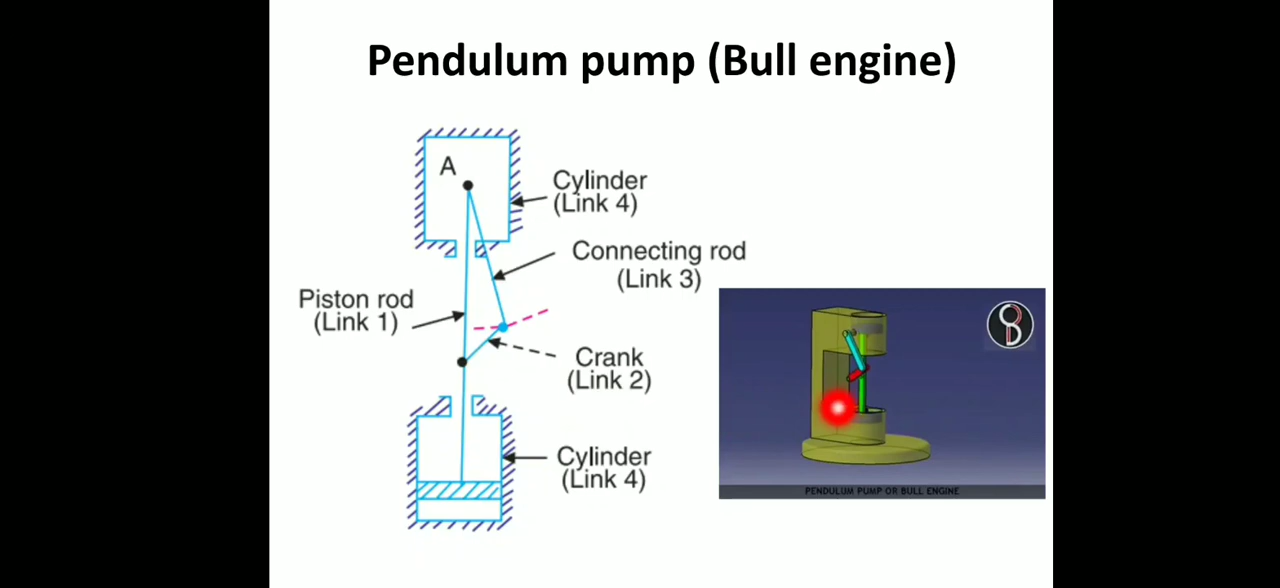 Pendulum pump (Bull engine)
A
Cylinder
(Link 4)
Connecting rod
(Link 3)
Piston rod
(Link 1)
Crank
(Link 2)
Cylinder
(Link 4)
PENDULUM PUMP OR BULL ENGINE